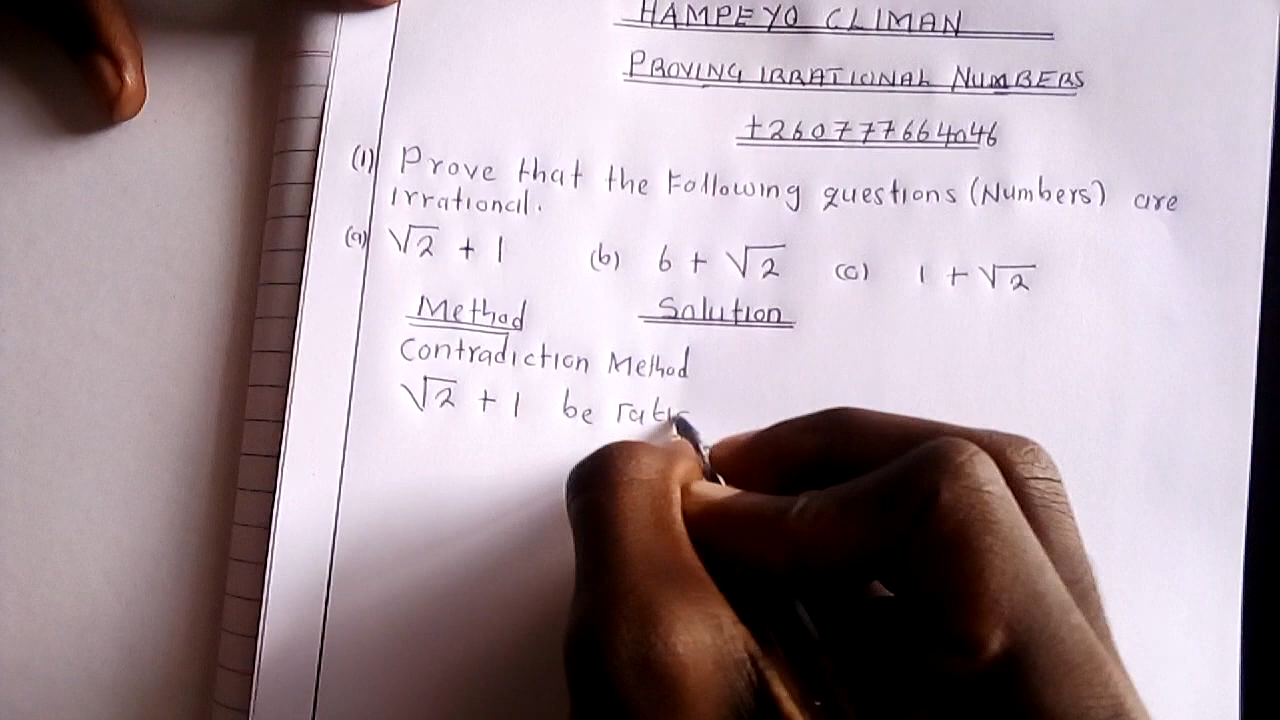 HAMPEYO CLIMAN
PROVING IRRATIONAL NUMBERS
+260777664046
(1) Prove that the Following questions (Numbers) are
Irrational.
(a) √2 + 1 (b) 6 + √2 (c) 1 + √2
Method Solution
Contradiction Method
√2 + 1 be ratio